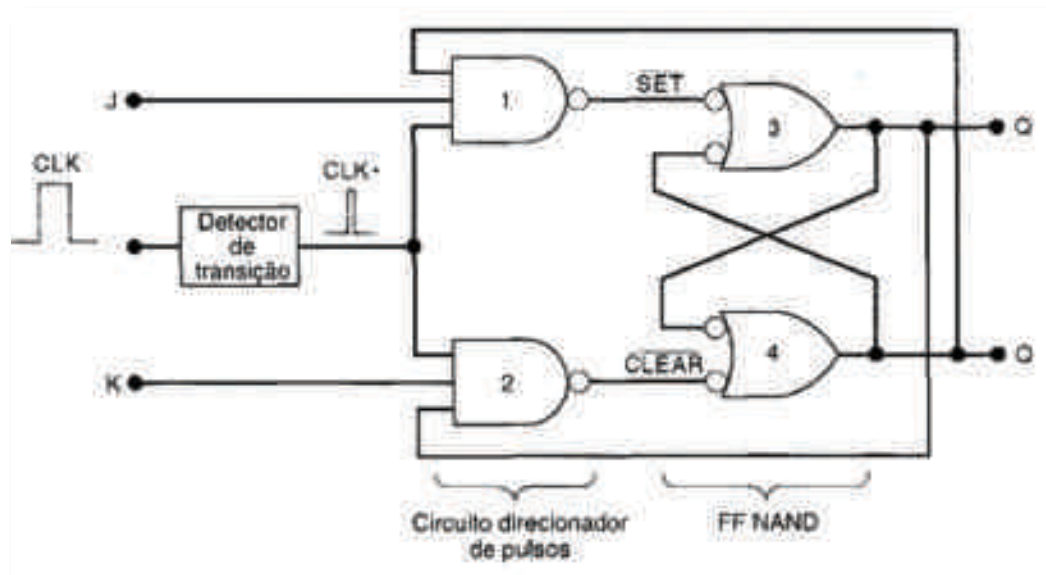 J
1
SET
3
Q
CLK
CLK*
Detector
de
transição
K
2
CLEAR
4
Q
Circuito direcionador
de pulsos
FF NAND